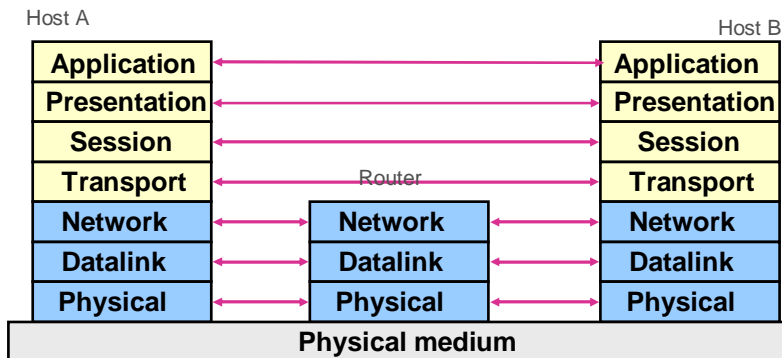 Host A
Host B
Application
Application
Presentation
Presentation
Session
Session
Transport
Router
Transport
Network
Network
Network
Datalink
Datalink
Datalink
Physical
Physical
Physical
Physical medium